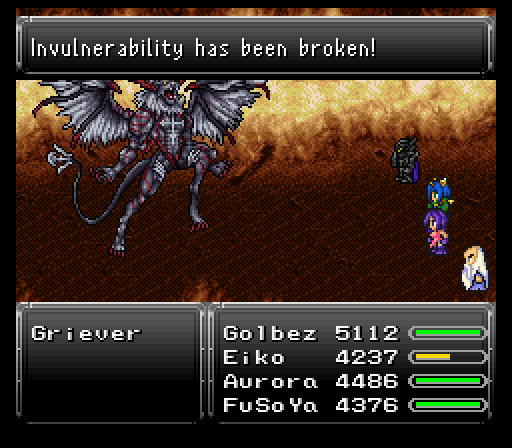 Invulnerability has been broken!
Griever
Golbez 5112
Eiko 4237
Aurora 4486
FuSoYa 4376